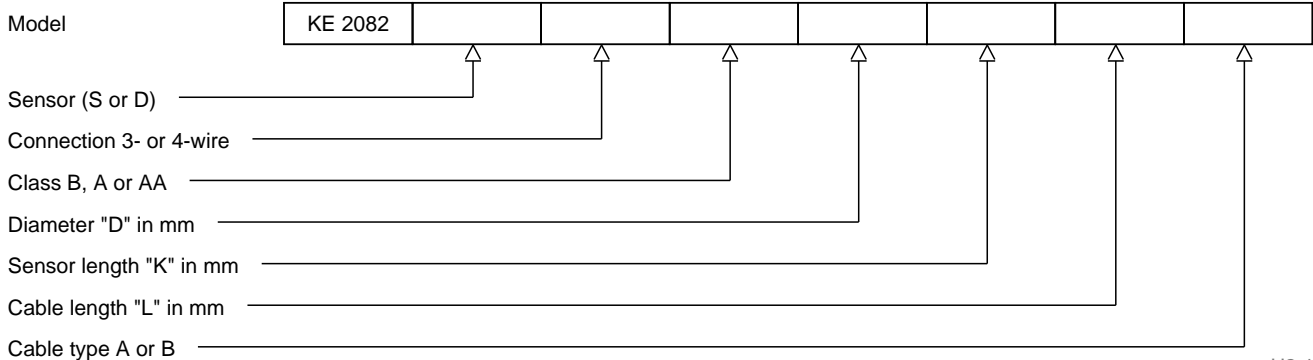 Model KE 2082
Sensor (S or D)
Connection 3- or 4-wire
Class B, A or AA
Diameter "D" in mm
Sensor length "K" in mm
Cable length "L" in mm
Cable type A or B